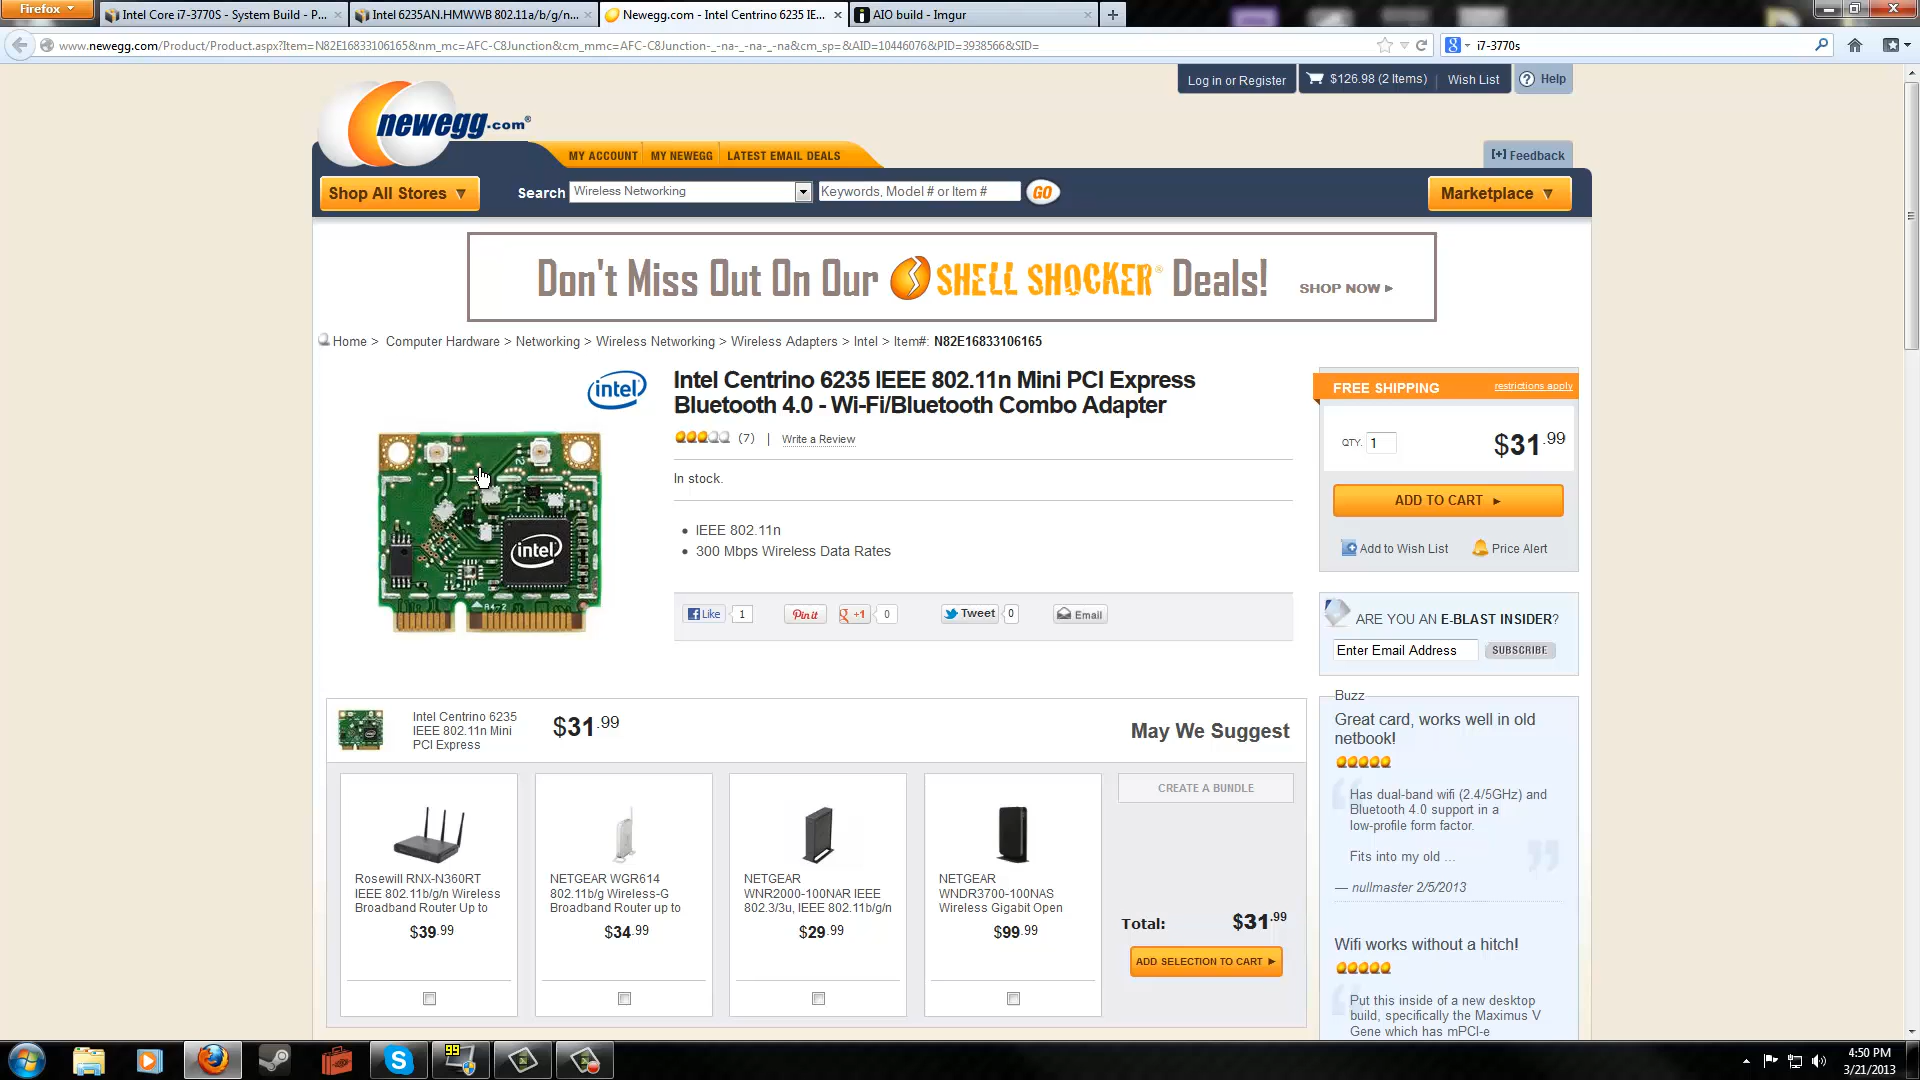 Firefox
Intel Core i7-3770S - System Build - P...
Intel 6235AN.HMWWB 802.11a/b/g/n...
Newegg.com - Intel Centrino 6235 IE...
AIO build - Imgur
www.newegg.com/Product/Product.aspx?Item=N82E16833106165&nm_mc=AFC-C8Junction&cm_mmc=AFC-C8Junction-_-na-_-na-_-na&cm_sp=&AID=10446076&PID=3938566&SID=
i7-3770s
Log in or Register
$126.98 (2 Items)
Wish List
Help
newegg.com®
MY ACCOUNT
MY NEWEGG
LATEST EMAIL DEALS
[+] Feedback
Shop All Stores ▼
Search
Wireless Networking
Keywords, Model # or Item #
GO
Marketplace ▼
Don't Miss Out On Our SHELL SHOCKER® Deals!
SHOP NOW ►
Home > Computer Hardware > Networking > Wireless Networking > Wireless Adapters > Intel > Item#: N82E16833106165
intel
Intel Centrino 6235 IEEE 802.11n Mini PCI Express
Bluetooth 4.0 - Wi-Fi/Bluetooth Combo Adapter
(7) | Write a Review
In stock.
• IEEE 802.11n
• 300 Mbps Wireless Data Rates
intel
Like 1
Pin it
+1 0
Tweet 0
Email
FREE SHIPPING
restrictions apply
QTY. 1
$31.99
ADD TO CART ►
Add to Wish List
Price Alert
ARE YOU AN E-BLAST INSIDER?
Enter Email Address
SUBSCRIBE
Buzz
Great card, works well in old
netbook!
Has dual-band wifi (2.4/5GHz) and
Bluetooth 4.0 support in a
low-profile form factor.
Fits into my old ...
— nullmaster 2/5/2013
Wifi works without a hitch!
Put this inside of a new desktop
build, specifically the Maximus V
Gene which has mPCI-e
Intel Centrino 6235
IEEE 802.11n Mini
PCI Express
$31.99
May We Suggest
Rosewill RNX-N360RT
IEEE 802.11b/g/n Wireless
Broadband Router Up to
$39.99
NETGEAR WGR614
802.11b/g Wireless-G
Broadband Router up to
$34.99
NETGEAR
WNR2000-100NAR IEEE
802.3/3u, IEEE 802.11b/g/n
$29.99
NETGEAR
WNDR3700-100NAS
Wireless Gigabit Open
$99.99
CREATE A BUNDLE
Total: $31.99
ADD SELECTION TO CART ►
99
4:50 PM
3/21/2013